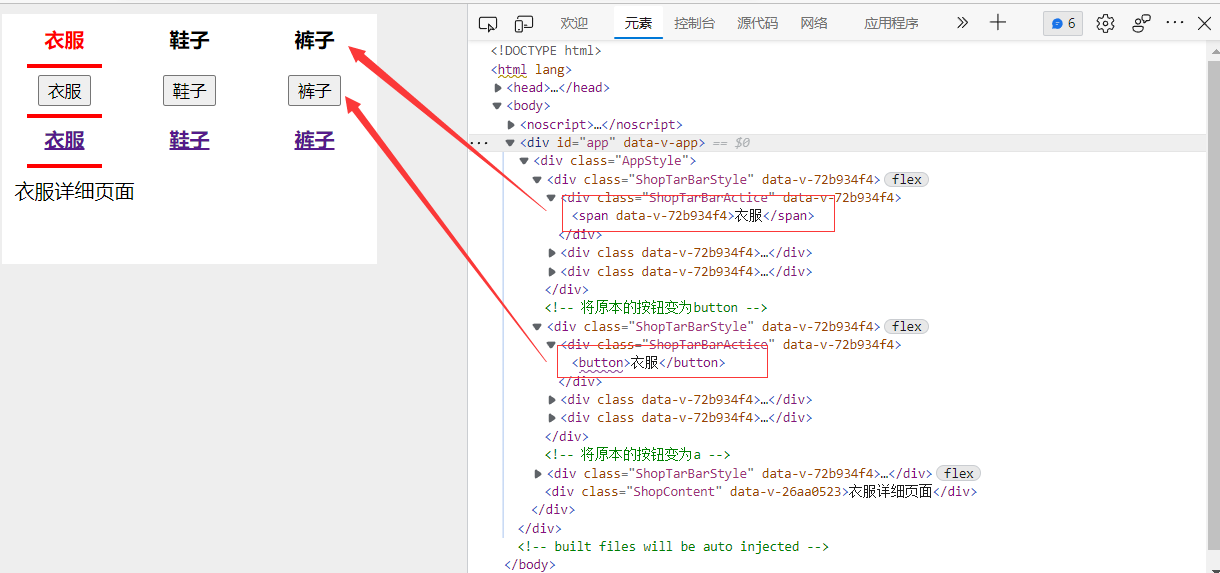 衣服 鞋子 裤子
衣服 鞋子 裤子
衣服 鞋子 裤子
衣服详细页面
欢迎 元素 控制台 源代码 网络 应用程序 6
<!DOCTYPE html>
<html lang>
<head>…</head>
<body>
<noscript>…</noscript>
<div id="app" data-v-app> == $0
<div class="AppStyle">
<div class="ShopTarBarStyle" data-v-72b934f4> flex
<div class="ShopTarBarActice" data-v-72b934f4>
<span data-v-72b934f4>衣服</span>
</div>
<div class data-v-72b934f4>…</div>
<div class data-v-72b934f4>…</div>
</div>
<!-- 将原本的按钮变为button -->
<div class="ShopTarBarStyle" data-v-72b934f4> flex
<div class="ShopTarBarActice" data-v-72b934f4>
<button>衣服</button>
</div>
<div class data-v-72b934f4>…</div>
<div class data-v-72b934f4>…</div>
</div>
<!-- 将原本的按钮变为a -->
<div class="ShopTarBarStyle" data-v-72b934f4>…</div> flex
<div class="ShopContent" data-v-26aa0523>衣服详细页面</div>
</div>
</div>
<!-- built files will be auto injected -->
</body>